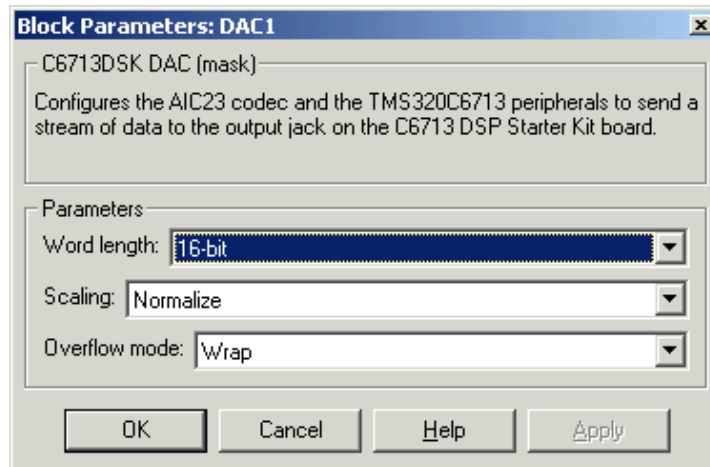 Block Parameters: DAC1
C6713DSK DAC (mask)
Configures the AIC23 codec and the TMS320C6713 peripherals to send a
stream of data to the output jack on the C6713 DSP Starter Kit board.
Parameters
Word length: 16-bit
Scaling: Normalize
Overflow mode: Wrap
OK Cancel Help Apply